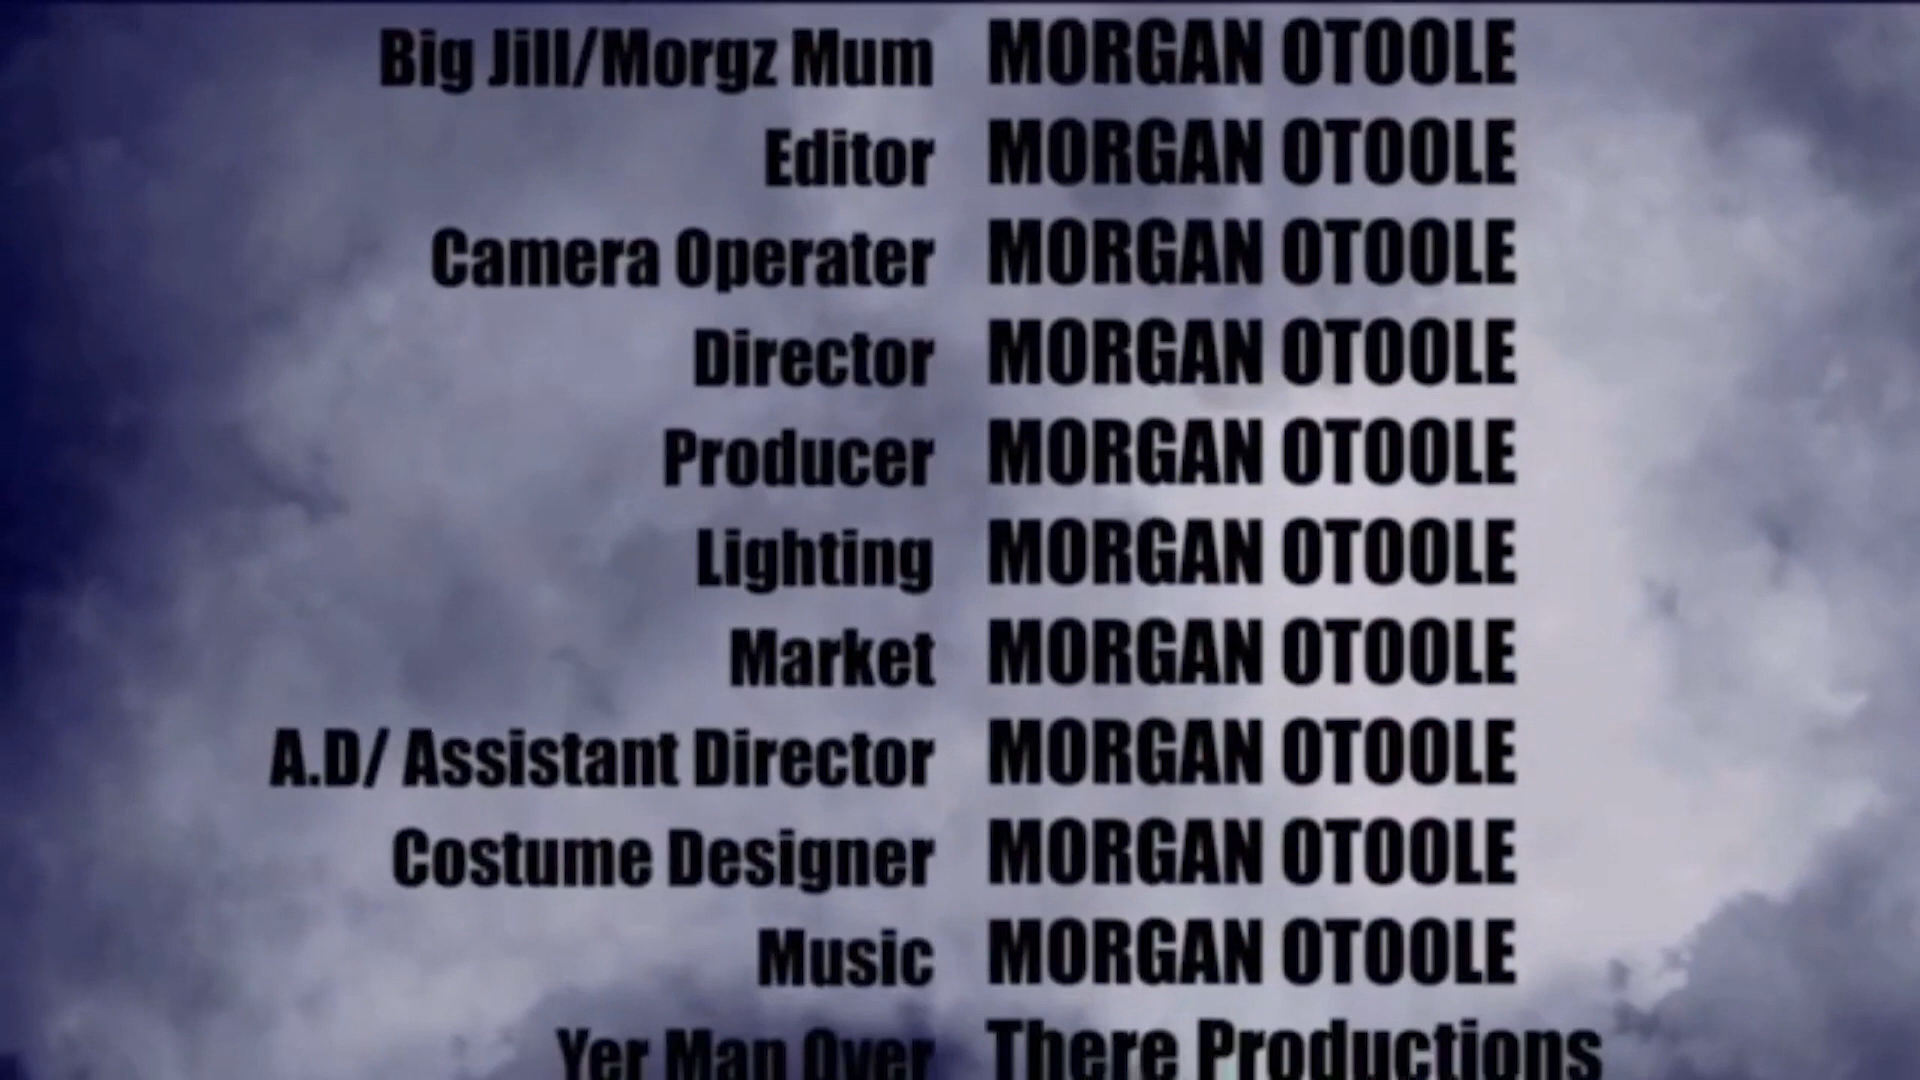 Big Jill/Morgz Mum MORGAN OTOOLE
Editor MORGAN OTOOLE
Camera Operater MORGAN OTOOLE
Director MORGAN OTOOLE
Producer MORGAN OTOOLE
Lighting MORGAN OTOOLE
Market MORGAN OTOOLE
A.D/ Assistant Director MORGAN OTOOLE
Costume Designer MORGAN OTOOLE
Music MORGAN OTOOLE
Yer Man Over There Productions